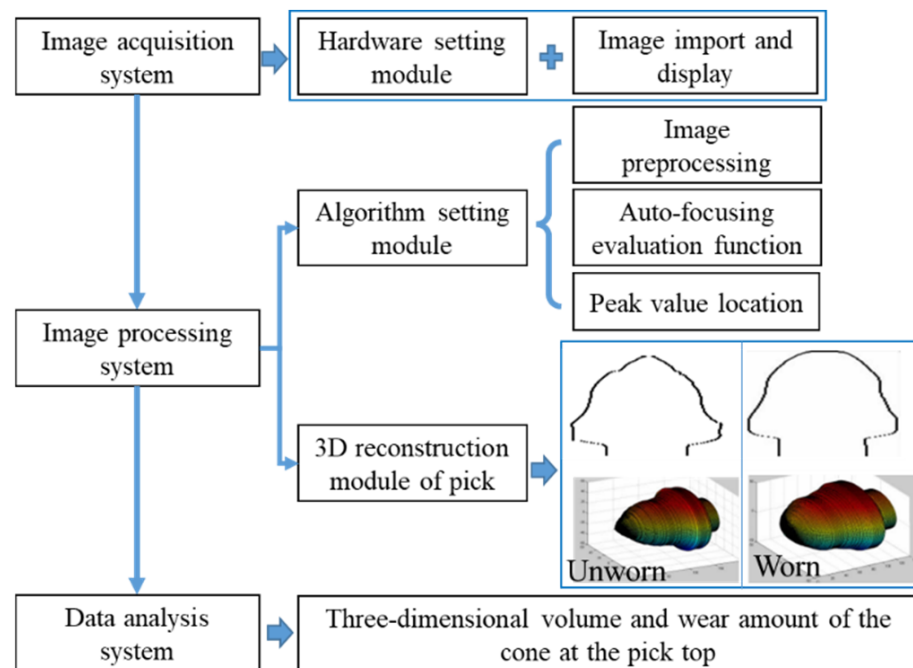 Image acquisition
system
Hardware setting
module
Image import and
display
Image
preprocessing
Algorithm setting
module
Auto-focusing
evaluation function
Peak value location
Image processing
system
3D reconstruction
module of pick
Unworn
Worn
Data analysis
system
Three-dimensional volume and wear amount of the
cone at the pick top